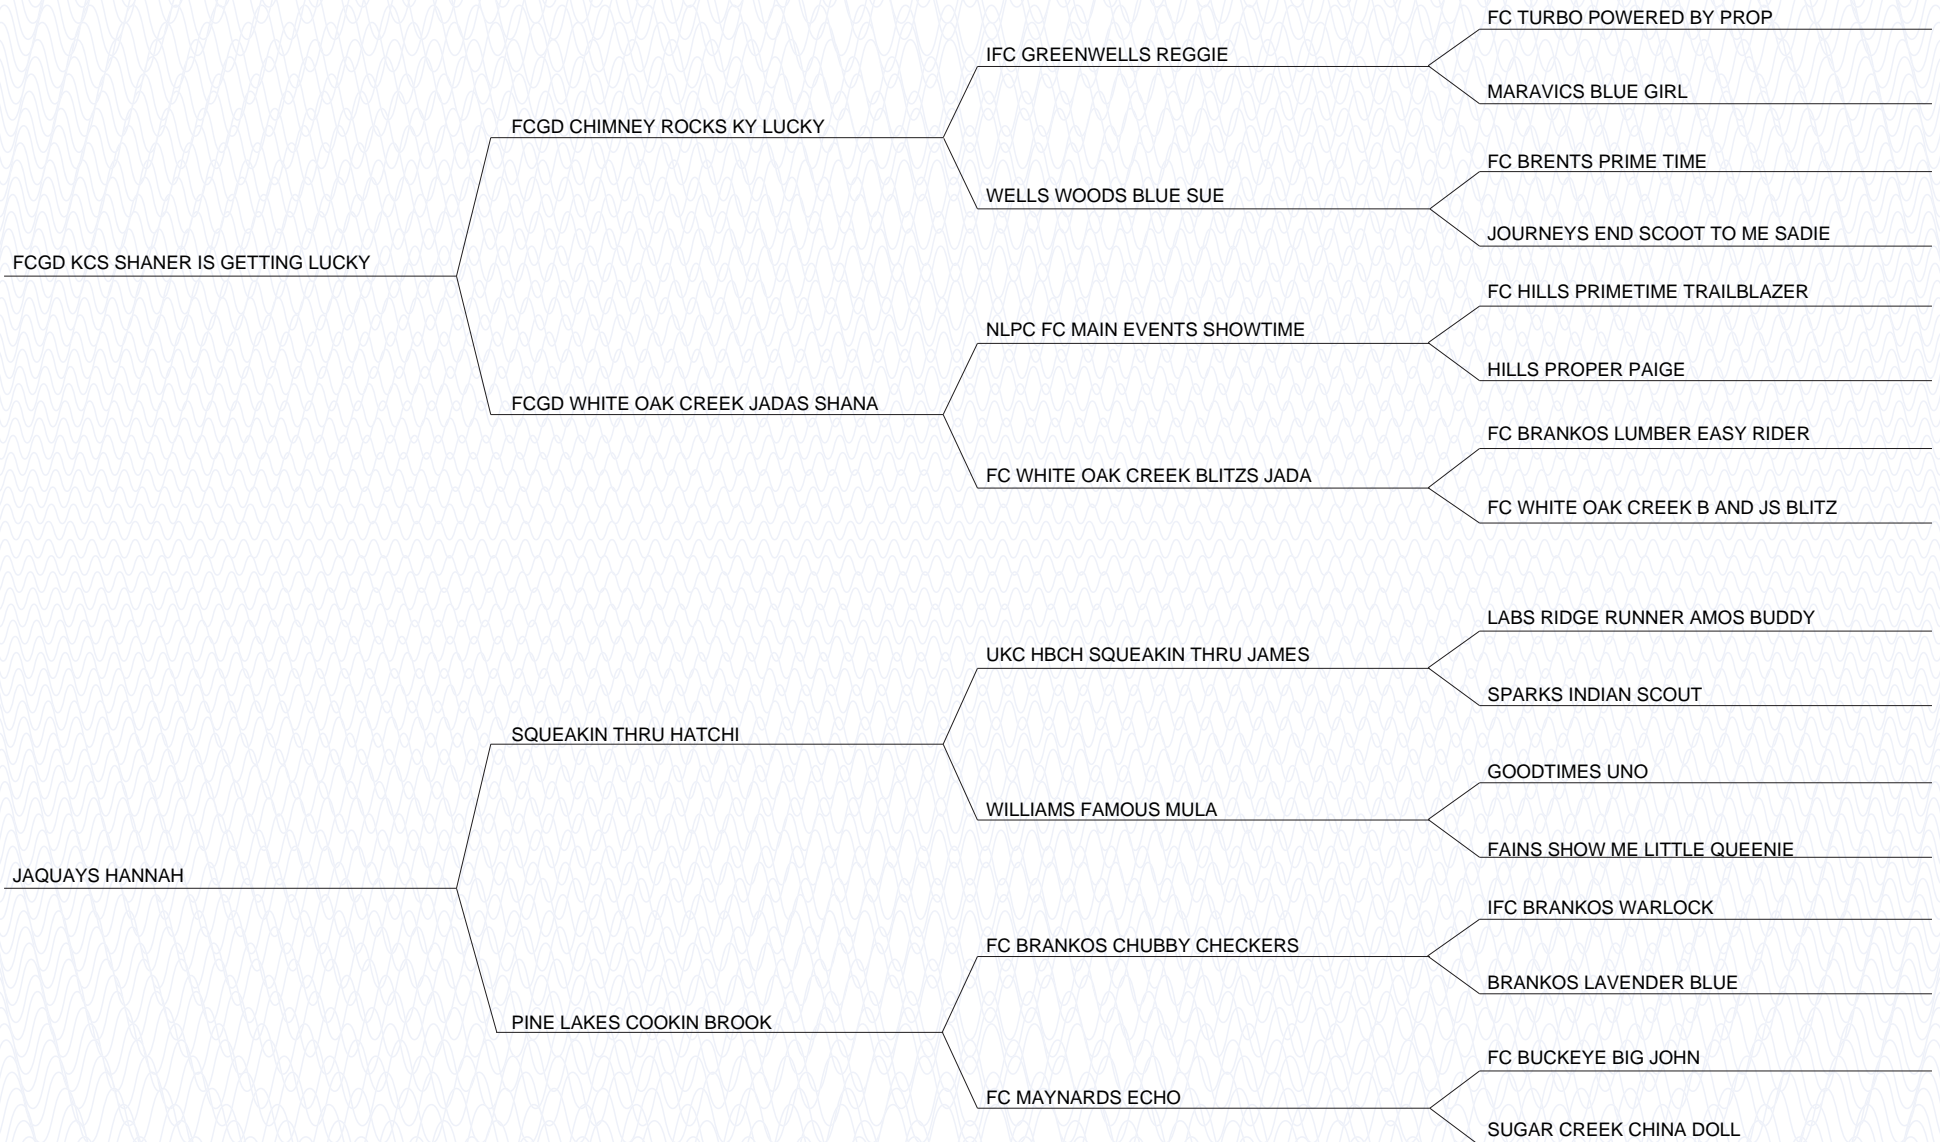 FC TURBO POWERED BY PROP
IFC GREENWELLS REGGIE
MARAVICS BLUE GIRL
FCGD CHIMNEY ROCKS KY LUCKY
FC BRENTS PRIME TIME
WELLS WOODS BLUE SUE
JOURNEYS END SCOOT TO ME SADIE
FCGD KCS SHANER IS GETTING LUCKY
FC HILLS PRIMETIME TRAILBLAZER
NLPC FC MAIN EVENTS SHOWTIME
HILLS PROPER PAIGE
FCGD WHITE OAK CREEK JADAS SHANA
FC BRANKOS LUMBER EASY RIDER
FC WHITE OAK CREEK BLITZS JADA
FC WHITE OAK CREEK B AND JS BLITZ
LABS RIDGE RUNNER AMOS BUDDY
UKC HBCH SQUEAKIN THRU JAMES
SPARKS INDIAN SCOUT
SQUEAKIN THRU HATCHI
GOODTIMES UNO
WILLIAMS FAMOUS MULA
FAINS SHOW ME LITTLE QUEENIE
JAQUAYS HANNAH
IFC BRANKOS WARLOCK
FC BRANKOS CHUBBY CHECKERS
BRANKOS LAVENDER BLUE
PINE LAKES COOKIN BROOK
FC BUCKEYE BIG JOHN
FC MAYNARDS ECHO
SUGAR CREEK CHINA DOLL